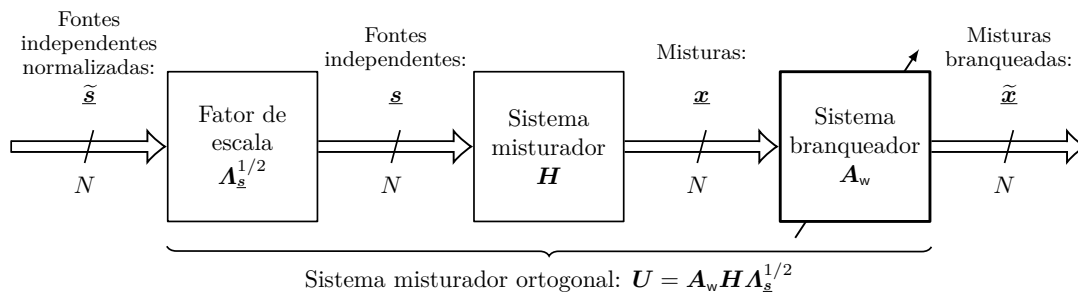 Fontes
independentes
normalizadas:
s̃
N
Fator de
escala
Λ_s^{1/2}
Fontes
independentes:
s
N
Sistema
misturador
H
Misturas:
x
N
Sistema
branqueador
A_w
Misturas
branqueadas:
x̃
N
Sistema misturador ortogonal: U = A_w H Λ_s^{1/2}